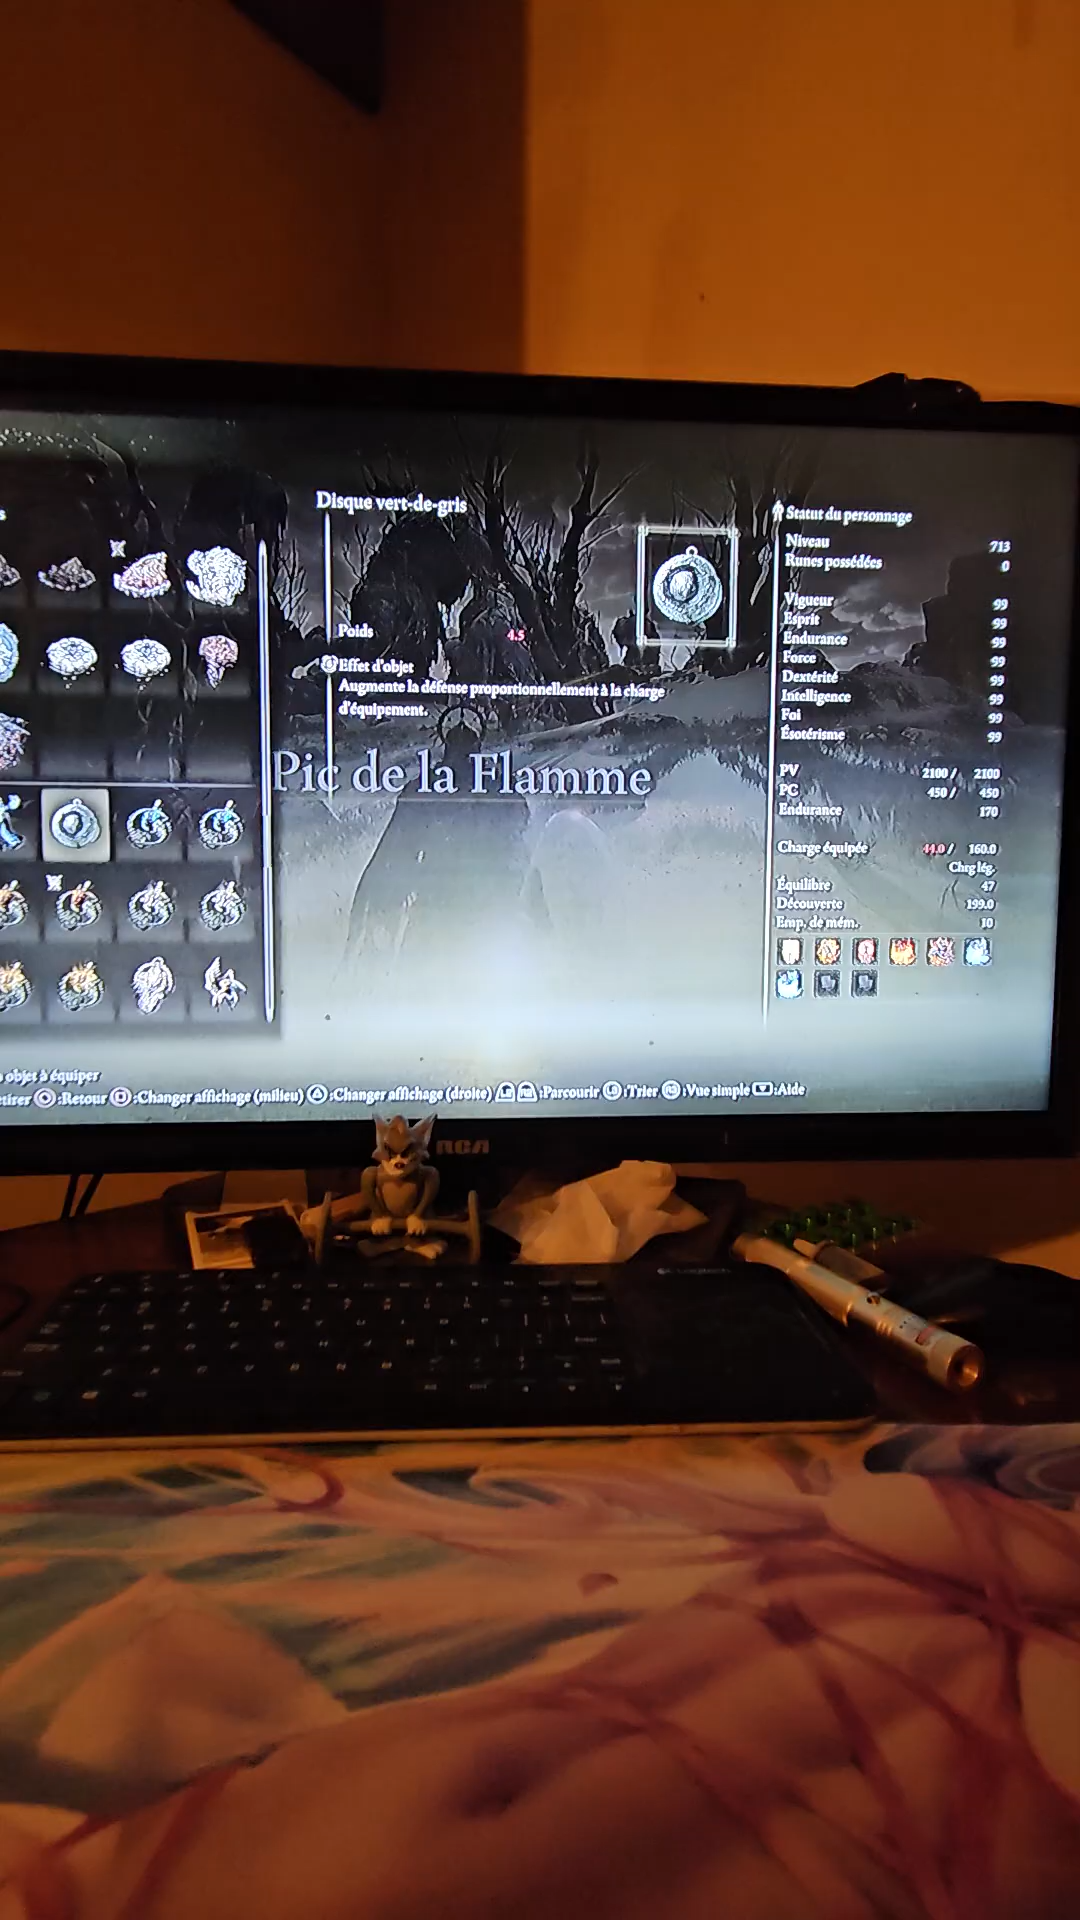 Disque vert-de-gris
Poids 4.5
Effet d'objet
Augmente la défense proportionnellement à la charge
d'équipement.
Pic de la Flamme
Statut du personnage
Niveau 713
Runes possédées 0
Vigueur 99
Esprit 99
Endurance 99
Force 99
Dextérité 99
Intelligence 99
Foi 99
Ésotérisme 99
PV 2100 / 2100
PC 450 / 450
Endurance 170
Charge équipée 44.0 / 160.0
Chrg lég.
Équilibre 47
Découverte 199.0
Emp. de mém. 10
objet à équiper
:Retour :Changer affichage (milieu) :Changer affichage (droite) :Parcourir :Trier :Vue simple :Aide
RCA